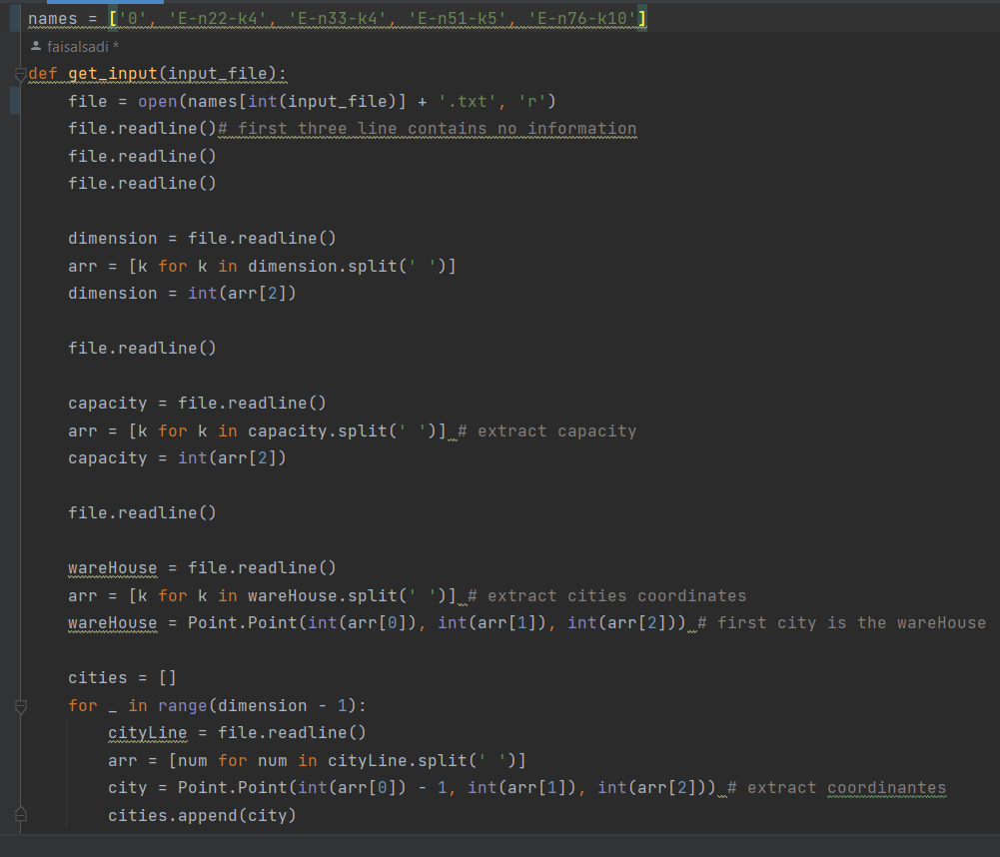 names = ['0', 'E-n22-k4', 'E-n33-k4', 'E-n51-k5', 'E-n76-k10']
faisalsadi *
def get_input(input_file):
    file = open(names[int(input_file)] + '.txt', 'r')
    file.readline()# first three line contains no information
    file.readline()
    file.readline()

    dimension = file.readline()
    arr = [k for k in dimension.split(' ')]
    dimension = int(arr[2])

    file.readline()

    capacity = file.readline()
    arr = [k for k in capacity.split(' ')] # extract capacity
    capacity = int(arr[2])

    file.readline()

    wareHouse = file.readline()
    arr = [k for k in wareHouse.split(' ')] # extract cities coordinates
    wareHouse = Point.Point(int(arr[0]), int(arr[1]), int(arr[2])) # first city is the wareHouse

    cities = []
    for _ in range(dimension - 1):
        cityLine = file.readline()
        arr = [num for num in cityLine.split(' ')]
        city = Point.Point(int(arr[0]) - 1, int(arr[1]), int(arr[2])) # extract coordinantes
        cities.append(city)